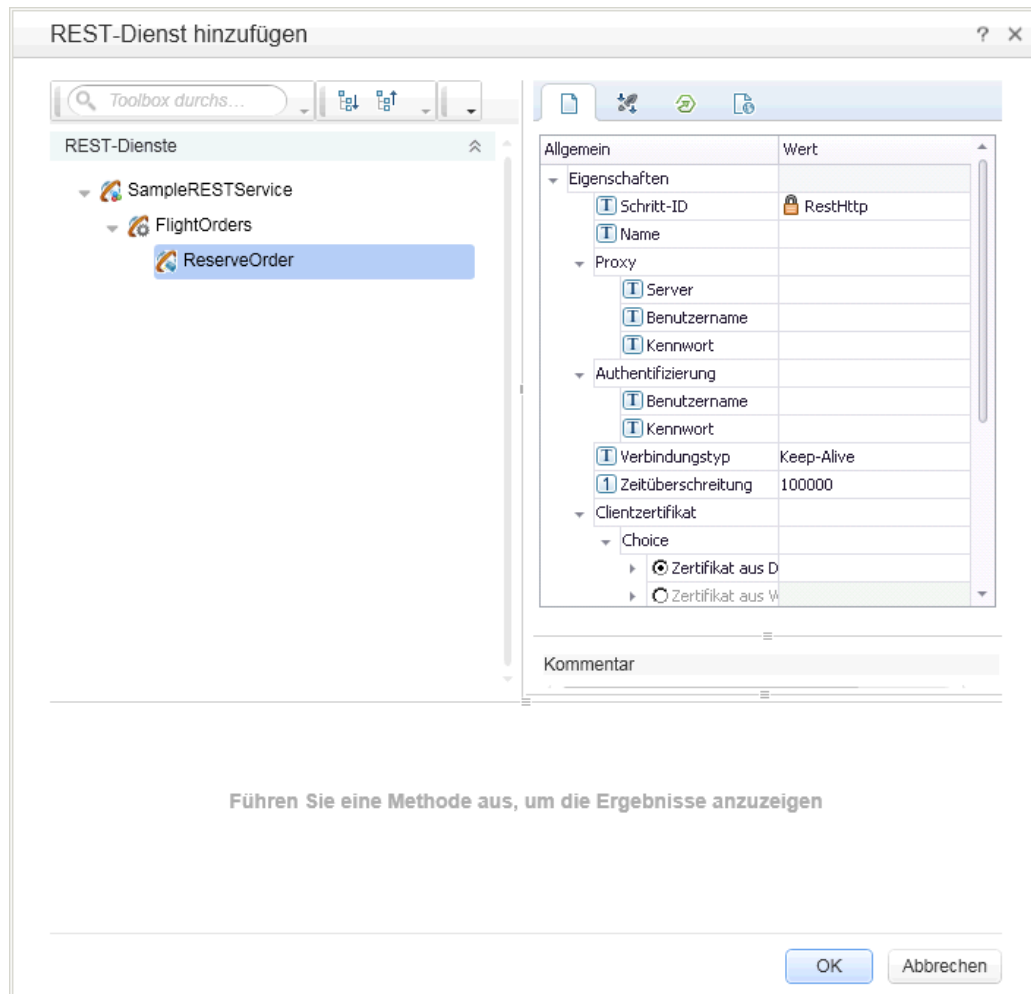 REST-Dienst hinzufügen
Toolbox durchs...
REST-Dienste
SampleRESTService
FlightOrders
ReserveOrder
Allgemein Wert
Eigenschaften
Schritt-ID RestHttp
Name
Proxy
Server
Benutzername
Kennwort
Authentifizierung
Benutzername
Kennwort
Verbindungstyp Keep-Alive
Zeitüberschreitung 100000
Clientzertifikat
Choice
Zertifikat aus D
Zertifikat aus W
Kommentar
Führen Sie eine Methode aus, um die Ergebnisse anzuzeigen
OK Abbrechen